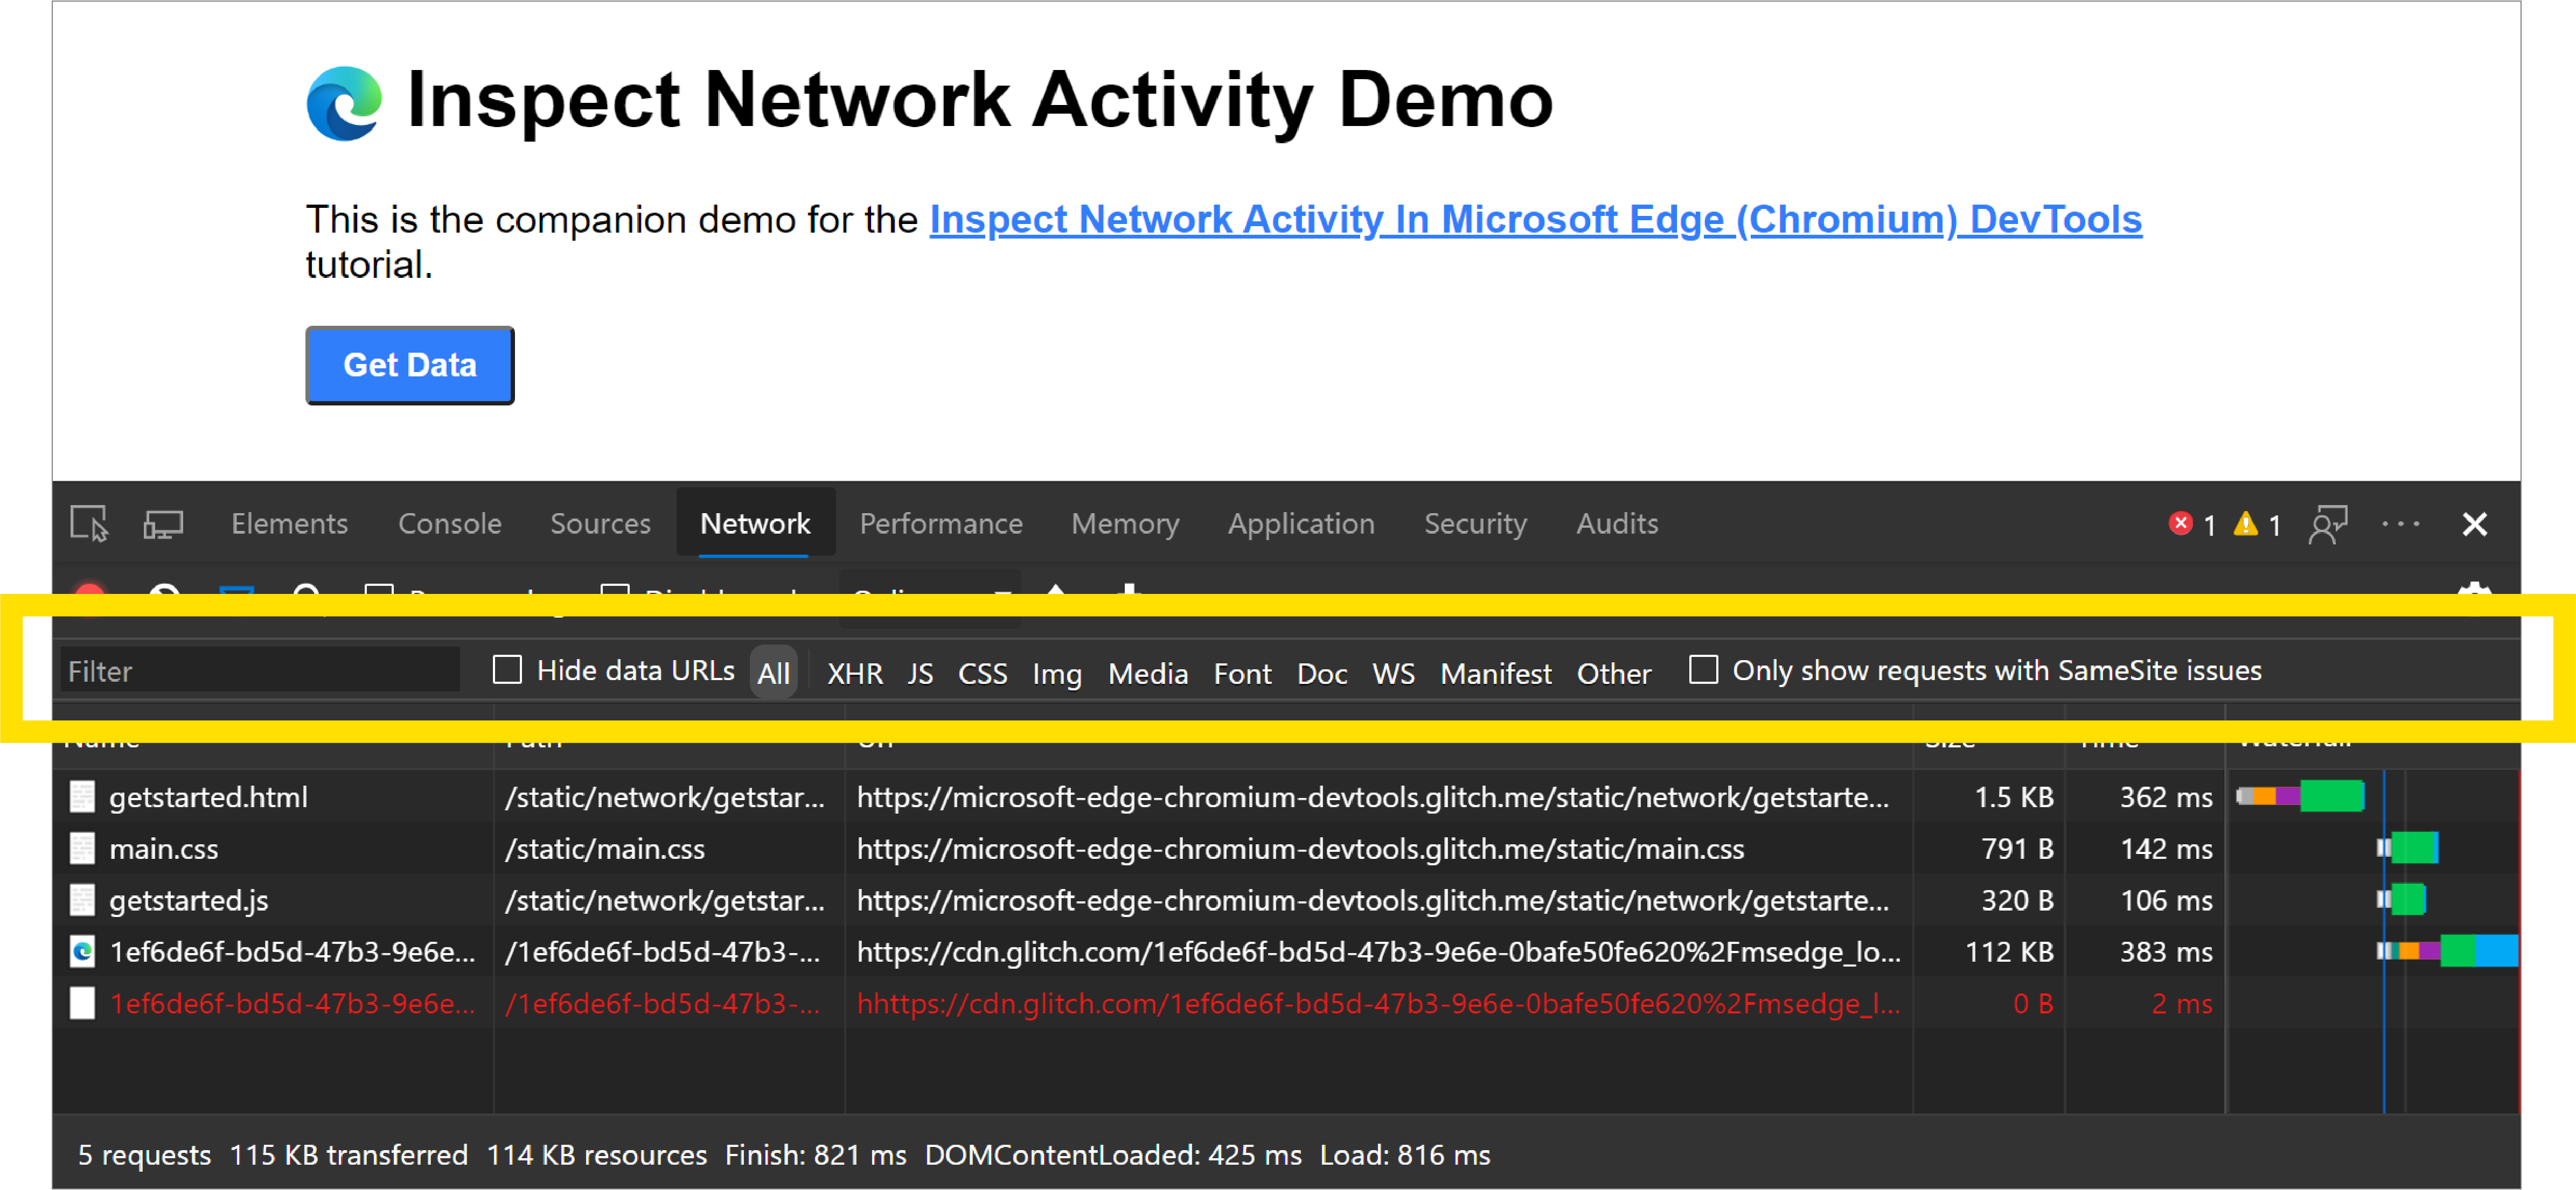 Inspect Network Activity Demo
This is the companion demo for the Inspect Network Activity In Microsoft Edge (Chromium) DevTools
tutorial.
Get Data
Elements Console Sources Network Performance Memory Application Security Audits 1 1
Filter Hide data URLs All XHR JS CSS Img Media Font Doc WS Manifest Other Only show requests with SameSite issues
getstarted.html /static/network/getstar... https://microsoft-edge-chromium-devtools.glitch.me/static/network/getstarte... 1.5 KB 362 ms
main.css /static/main.css https://microsoft-edge-chromium-devtools.glitch.me/static/main.css 791 B 142 ms
getstarted.js /static/network/getstar... https://microsoft-edge-chromium-devtools.glitch.me/static/network/getstarte... 320 B 106 ms
1ef6de6f-bd5d-47b3-9e6e... /1ef6de6f-bd5d-47b3-... https://cdn.glitch.com/1ef6de6f-bd5d-47b3-9e6e-0bafe50fe620%2Fmsedge_lo... 112 KB 383 ms
1ef6de6f-bd5d-47b3-9e6e... /1ef6de6f-bd5d-47b3-... hhttps://cdn.glitch.com/1ef6de6f-bd5d-47b3-9e6e-0bafe50fe620%2Fmsedge_l... 0 B 2 ms
5 requests 115 KB transferred 114 KB resources Finish: 821 ms DOMContentLoaded: 425 ms Load: 816 ms